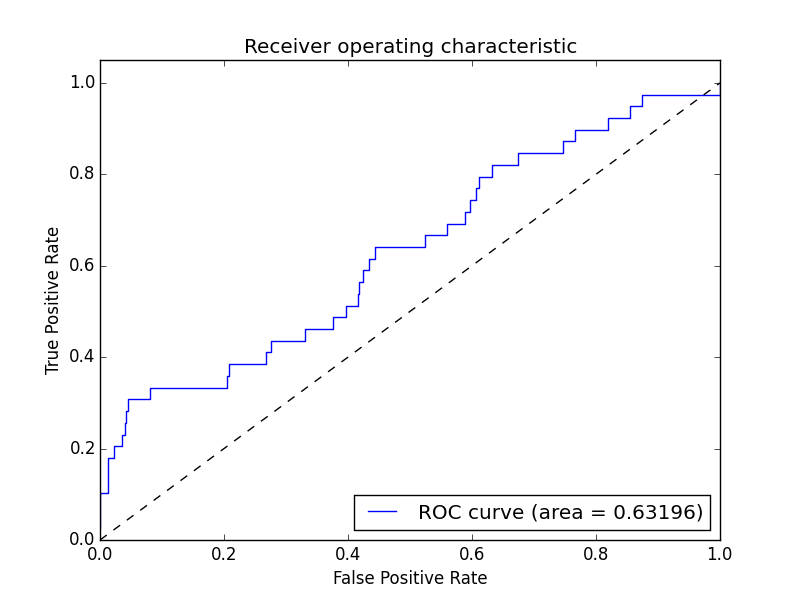 Receiver operating characteristic
1.0
0.8
0.6
0.4
0.2
0.0
True Positive Rate
ROC curve (area = 0.63196)
0.0 0.2 0.4 0.6 0.8 1.0
False Positive Rate